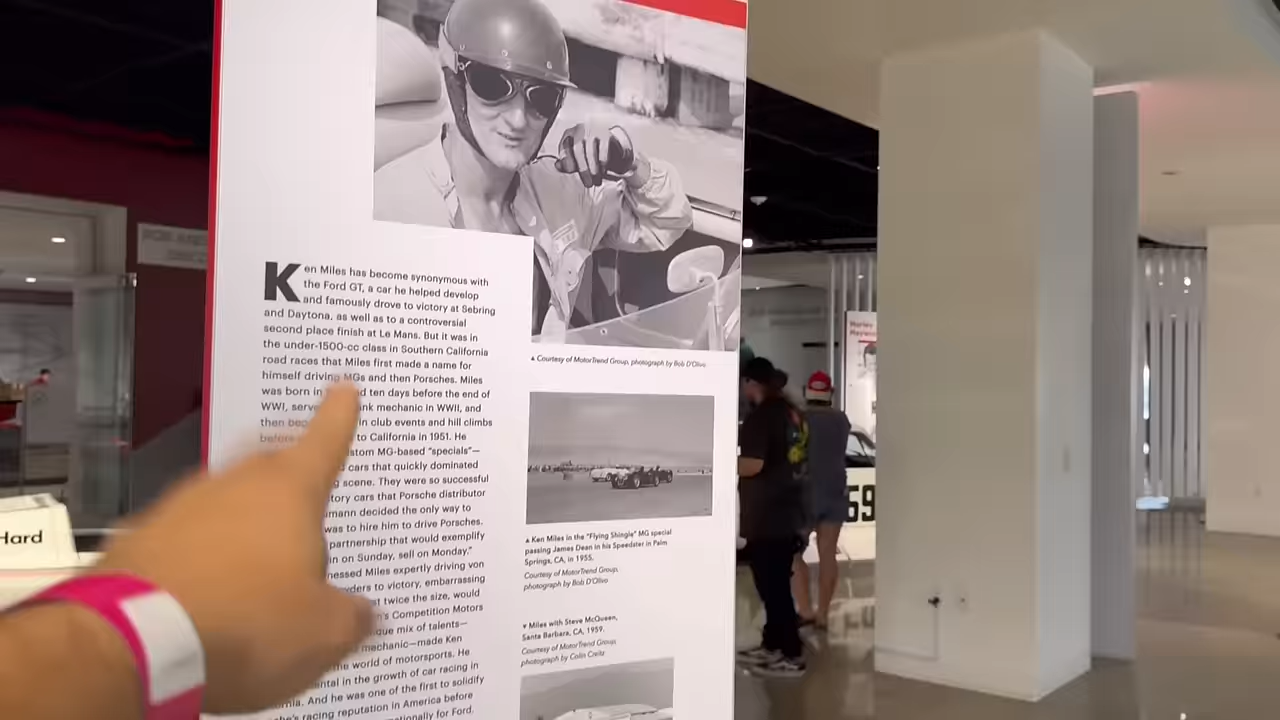 Ken Miles has become synonymous with
the Ford GT, a car he helped develop
and famously drove to victory at Sebring
and Daytona, as well as to a controversial
second place finish at Le Mans. But it was in
the under-1500-cc class in Southern California
road races that Miles first made a name for
himself driving MGs and then Porsches. Miles
was born in ten days before the end of
WWI, mechanic in WWII, and
then in club events and hill climbs
before to California in 1951. He
MG-based "specials"—
cars that quickly dominated
scene. They were so successful
cars that Porsche distributor
decided the only way to
was to hire him to drive Porsches.
partnership that would exemplify
on Sunday, sell on Monday."
Miles expertly driving von
to victory, embarrassing
twice the size, would
Competition Motors
mix of talents—
mechanic—made Ken
world of motorsports. He
in the growth of car racing in
And he was one of the first to solidify
racing reputation in America before
for Ford.
▲ Courtesy of MotorTrend Group, photograph by Bob D'Olivo
▲ Ken Miles in the "Flying Shingle" MG special
passing James Dean in his Speedster in Palm
Springs, CA, in 1955.
Courtesy of MotorTrend Group,
photograph by Bob D'Olivo
▼ Miles with Steve McQueen,
Santa Barbara, CA, 1959.
Courtesy of MotorTrend Group,
photograph by Colin Creitz
Hard
69